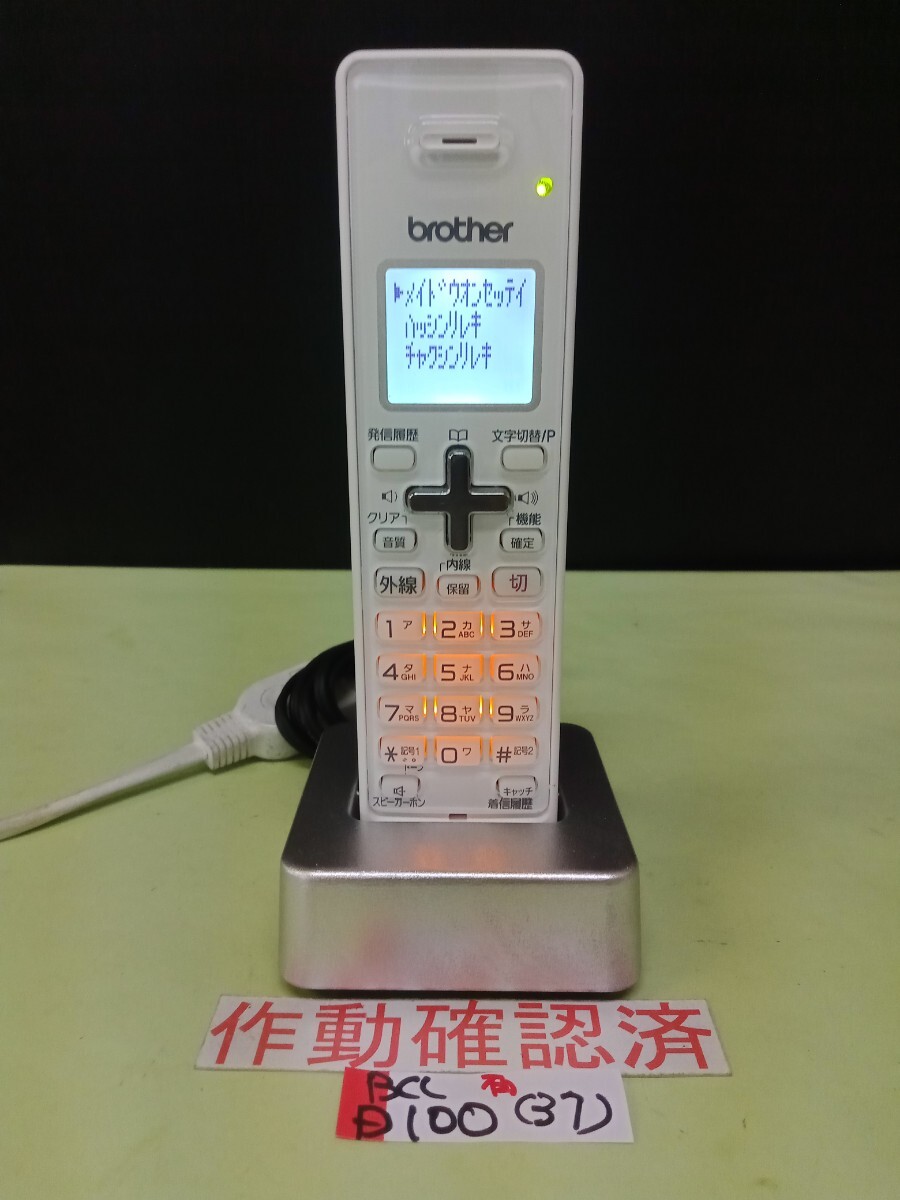 brother
▶メイドウオンセッテイ
ハッシンリレキ
チャクシンリレキ
発信履歴 文字切替/P
クリア 機能
音質 確定
内線
外線 保留 切
1ア 2カABC 3サDEF
4タGHI 5ナJKL 6ハMNO
7マPQRS 8ヤTUV 9ラWXYZ
*記号1 0ワ #記号2
トーン
キャッチ
スピーカーホン 着信履歴
作動確認済
BCL
D100 (37)